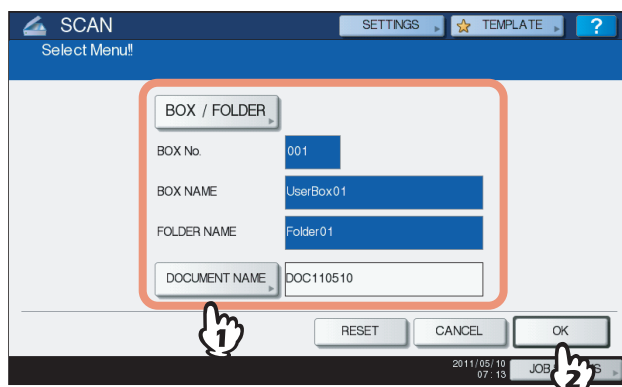 SCAN
SETTINGS
TEMPLATE
?
Select Menu!!
BOX / FOLDER
BOX No.
001
BOX NAME
UserBox01
FOLDER NAME
Folder01
DOCUMENT NAME
DOC110510
1
RESET
CANCEL
OK
2011/05/10
07:13
JOB
2